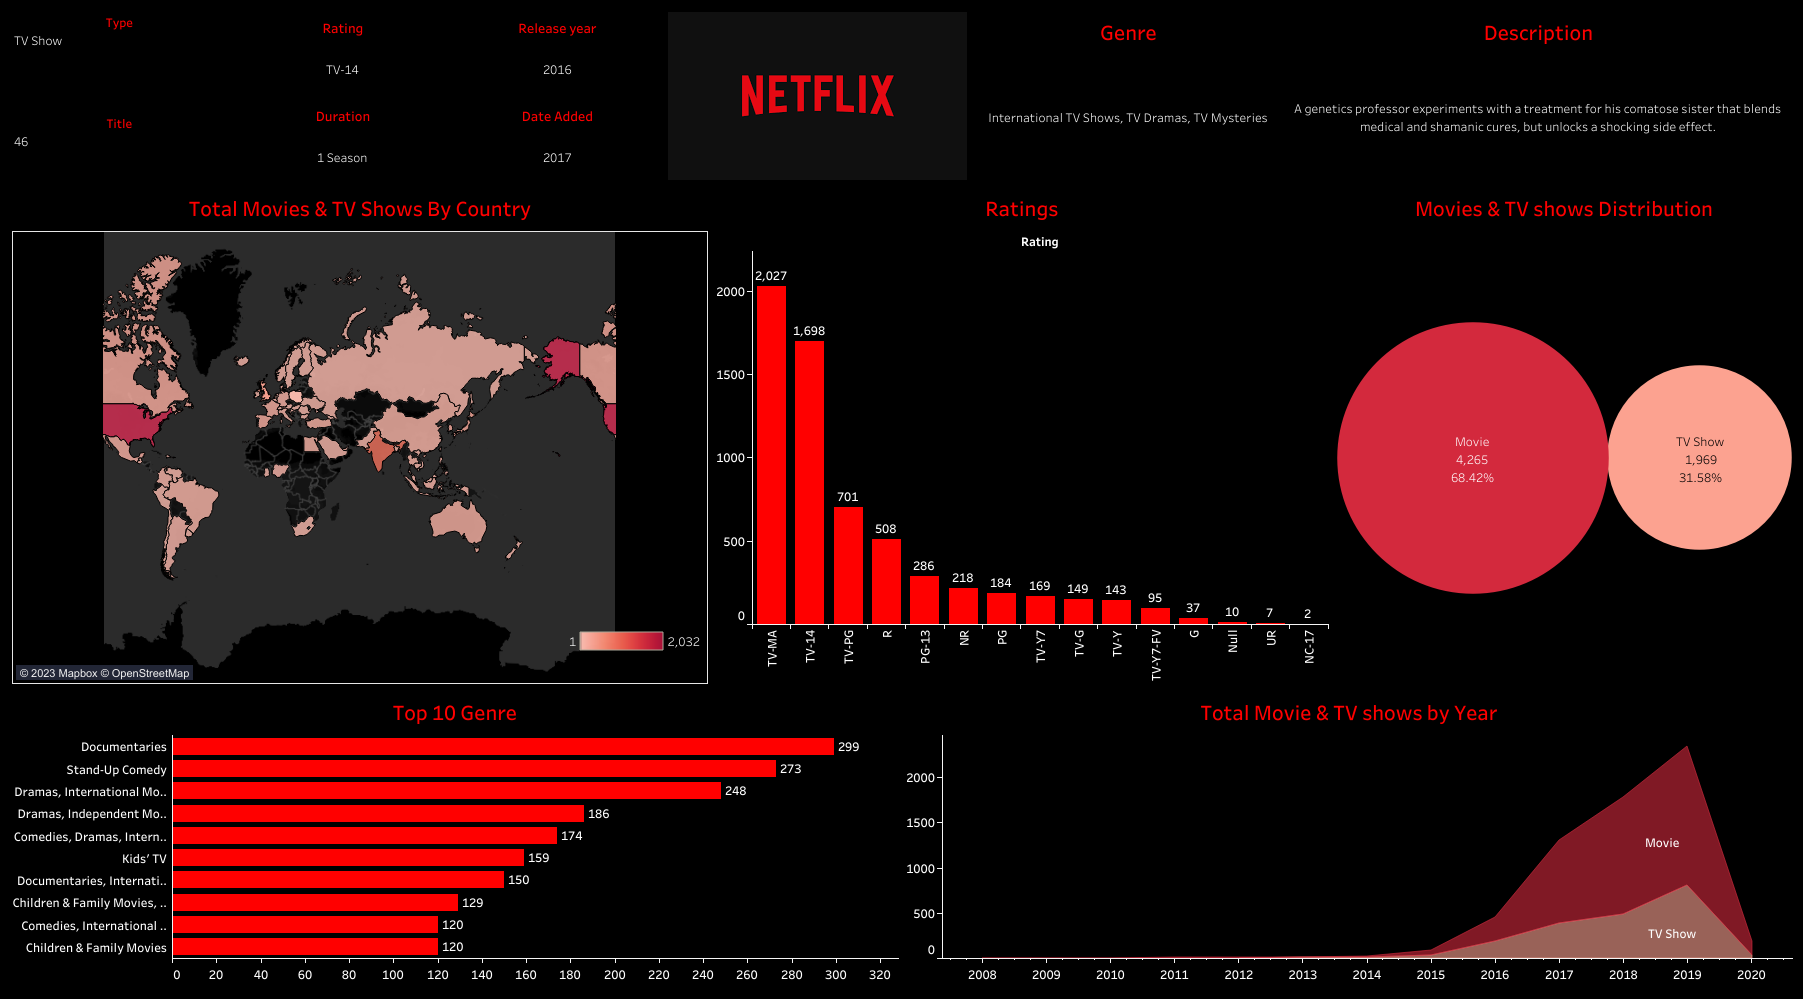 Type
TV Show
Title
46
Rating
TV-14
Duration
1 Season
Release year
2016
Date Added
2017
NETFLIX
Genre
International TV Shows, TV Dramas, TV Mysteries
Description
A genetics professor experiments with a treatment for his comatose sister that blends
medical and shamanic cures, but unlocks a shocking side effect.
Total Movies & TV Shows By Country
1
2,032
© 2023 Mapbox © OpenStreetMap
Ratings
Rating
2000
1500
1000
500
0
2,027
1,698
701
508
286
218
184
169
149
143
95
37
10
7
2
TV-MA
TV-14
TV-PG
R
PG-13
NR
PG
TV-Y7
TV-G
TV-Y
TV-Y7-FV
G
Null
UR
NC-17
Movies & TV shows Distribution
Movie
4,265
68.42%
TV Show
1,969
31.58%
Top 10 Genre
Documentaries 299
Stand-Up Comedy 273
Dramas, International Mo.. 248
Dramas, Independent Mo.. 186
Comedies, Dramas, Intern.. 174
Kids' TV 159
Documentaries, Internati.. 150
Children & Family Movies, .. 129
Comedies, International .. 120
Children & Family Movies 120
0 20 40 60 80 100 120 140 160 180 200 220 240 260 280 300 320
Total Movie & TV shows by Year
2000
1500
1000
500
0
Movie
TV Show
2008 2009 2010 2011 2012 2013 2014 2015 2016 2017 2018 2019 2020